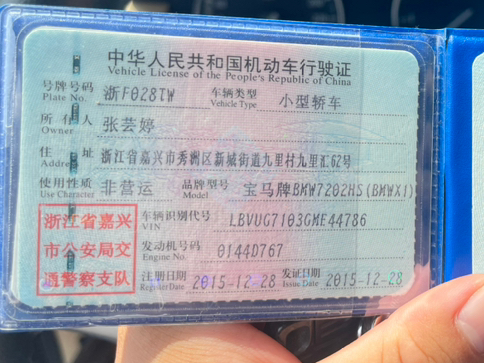 中华人民共和国机动车行驶证
Vehicle License of the People's Republic of China
号牌号码 浙F028TW 车辆类型 小型轿车
Plate No. Vehicle Type
所有人 张芸婷
Owner
住址 浙江省嘉兴市秀洲区新城街道九里村九里汇62号
Address
使用性质 非营运 品牌型号 宝马牌BMW7202HS(BMWX1)
Use Character Model
浙江省嘉兴
市公安局交
通警察支队
车辆识别代号 LBVUG7103GME44786
VIN
发动机号码 0144D767
Engine No.
注册日期 2015-12-28 发证日期 2015-12-28
Register Date Issue Date